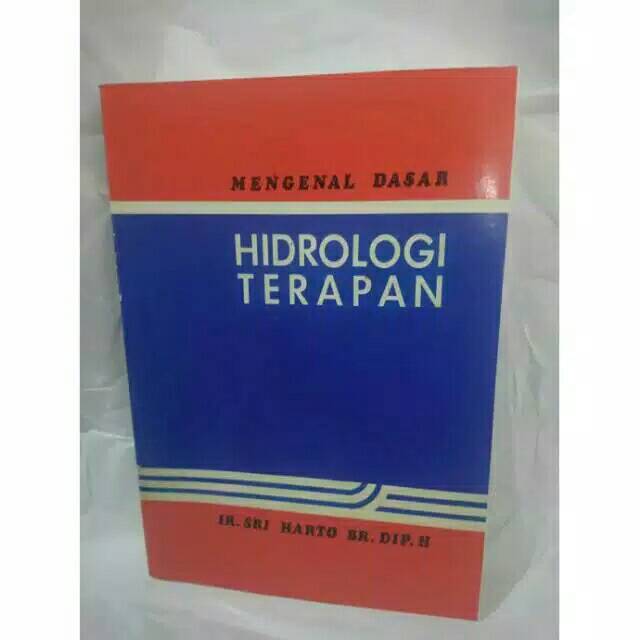 MENGENAL DASAR
HIDROLOGI
TERAPAN
IR. SRI HARTO BR. DIP. H